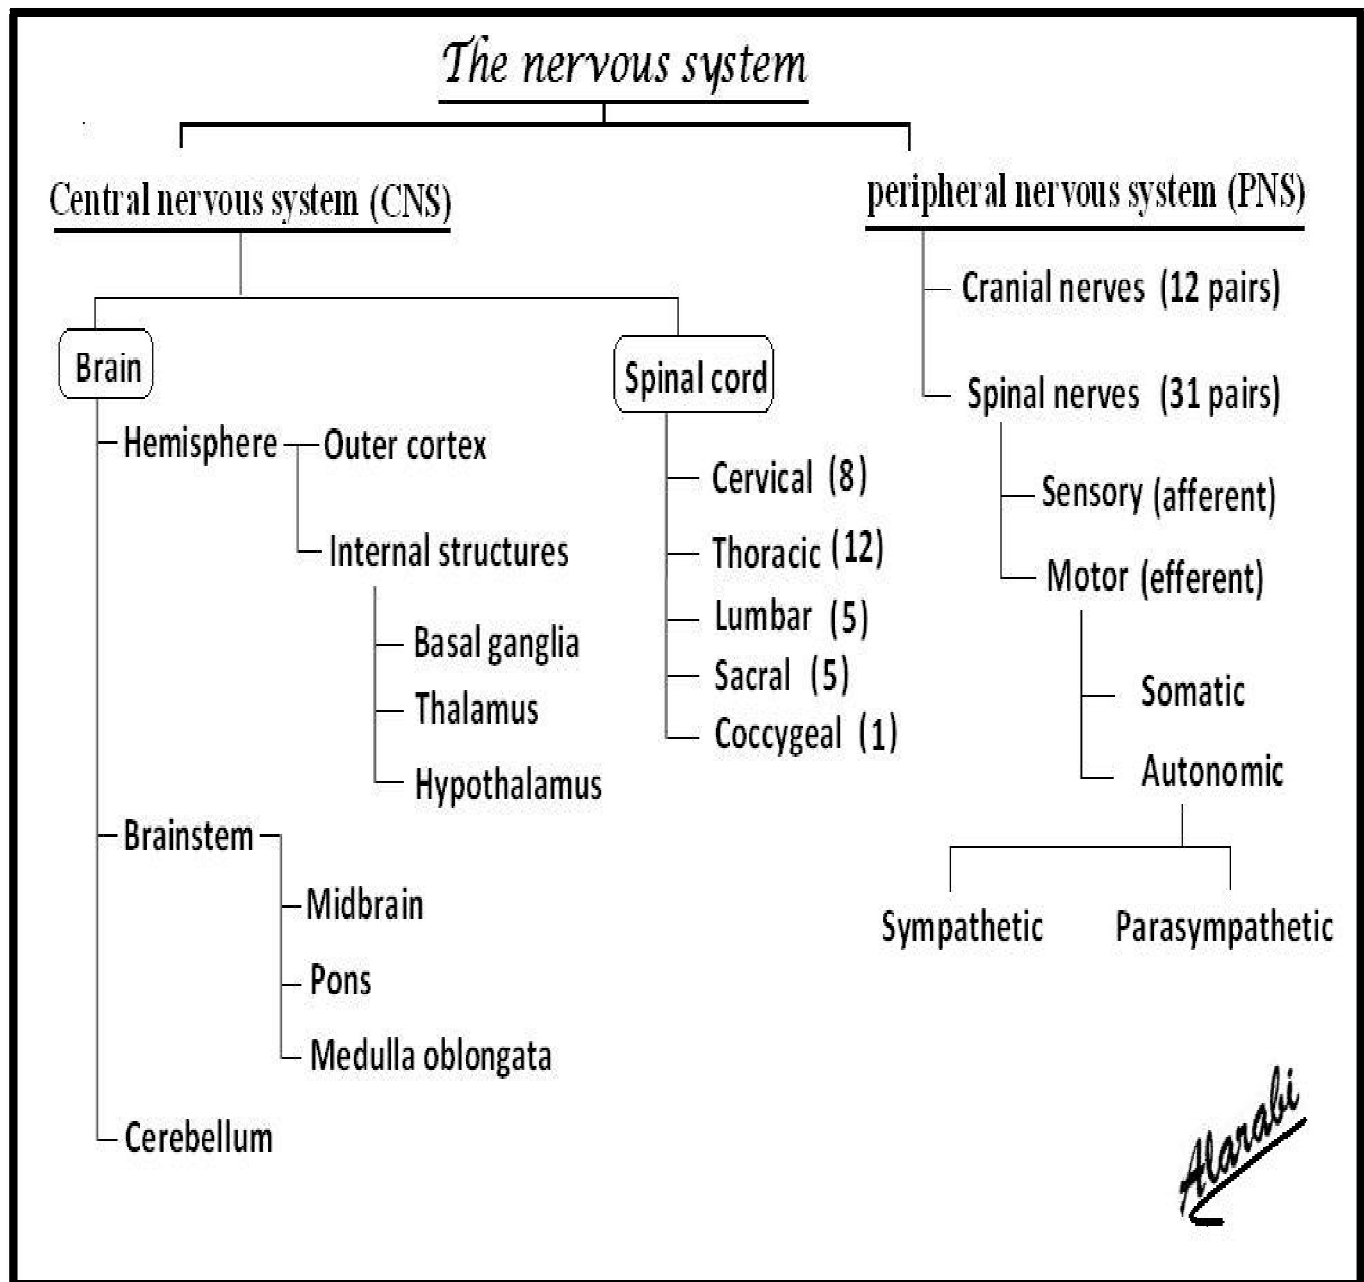 The nervous system
Central nervous system (CNS)
peripheral nervous system (PNS)
Brain
Hemisphere
Outer cortex
Internal structures
Basal ganglia
Thalamus
Hypothalamus
Brainstem
Midbrain
Pons
Medulla oblongata
Cerebellum
Spinal cord
Cervical (8)
Thoracic (12)
Lumbar (5)
Sacral (5)
Coccygeal (1)
Cranial nerves (12 pairs)
Spinal nerves (31 pairs)
Sensory (afferent)
Motor (efferent)
Somatic
Autonomic
Sympathetic
Parasympathetic
Alarabi